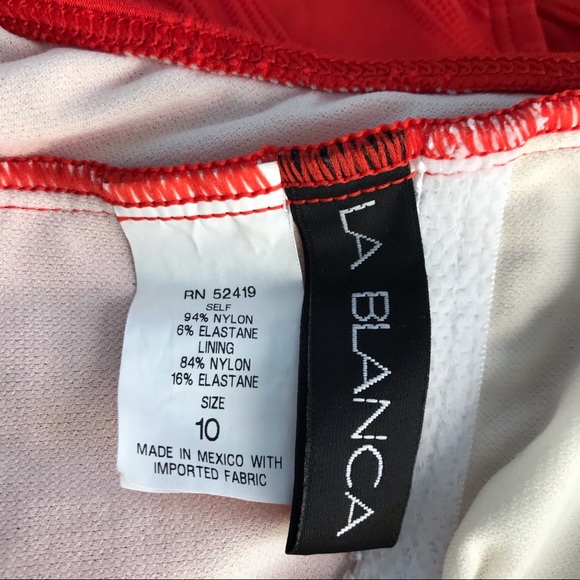 RN 52419
SELF
94% NYLON
6% ELASTANE
LINING
84% NYLON
16% ELASTANE
SIZE
10
MADE IN MEXICO WITH
IMPORTED FABRIC
LA BLANCA